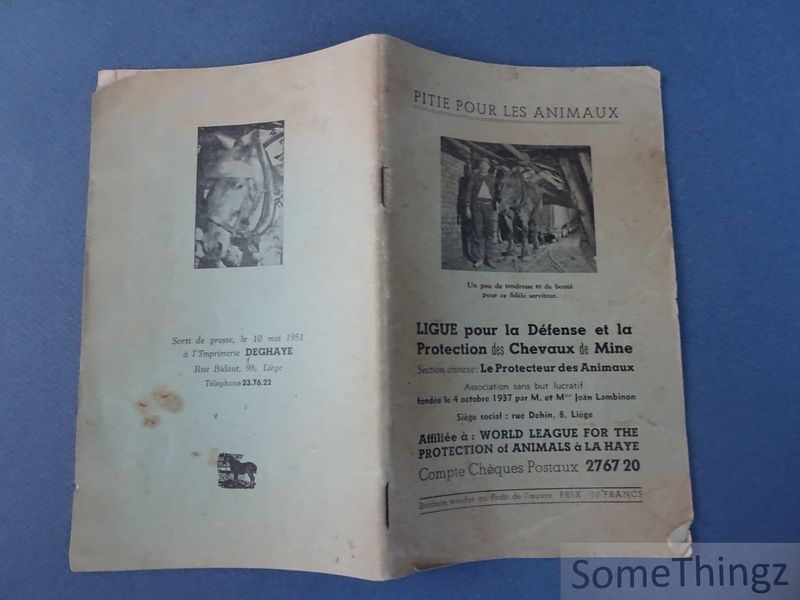 Sorti de presse, le 10 mai 1951
à l'Imprimerie DEGHAYE
Rue Bidaut, 98, Liége
Téléphone 23.76.22
PITIE POUR LES ANIMAUX
Un peu de tendresse et de bonté
pour ce fidèle serviteur.
LIGUE pour la Défense et la
Protection des Chevaux de Mine
Section annexe: Le Protecteur des Animaux
Association sans but lucratif
fondée le 4 octobre 1937 par M. et Mme Jean Lambinon
Siège social : rue Dehin, 8, Liége
Affiliée à : WORLD LEAGUE FOR THE
PROTECTION of ANIMALS à LA HAYE
Compte Chèques Postaux 2767 20
Brochure vendue au Profit de l'œuvre PRIX: 10 FRANCS
SomeThingz